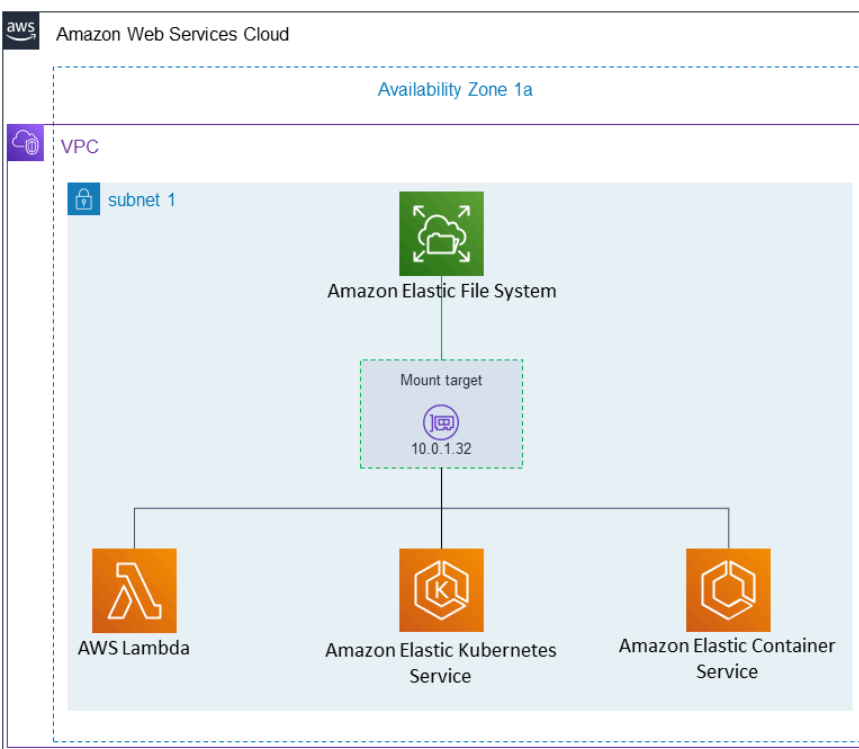 aws
Amazon Web Services Cloud
Availability Zone 1a
VPC
subnet 1
Amazon Elastic File System
Mount target
10.0.1.32
K
AWS Lambda
Amazon Elastic Kubernetes
Service
Amazon Elastic Container
Service